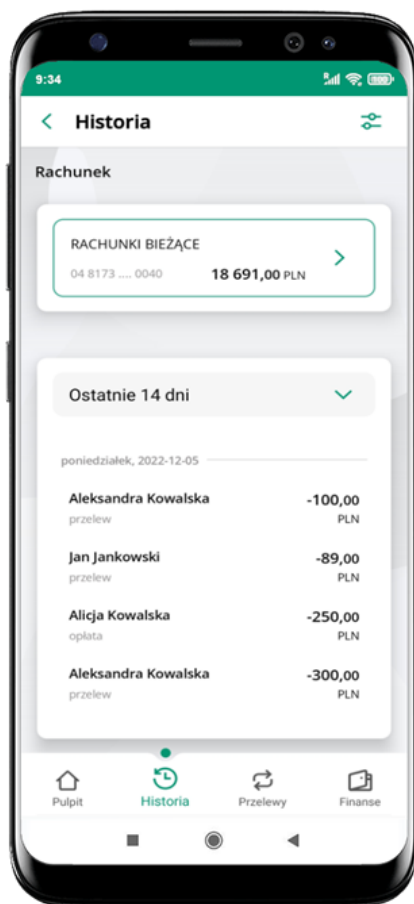 9:34
Historia
Rachunek
RACHUNKI BIEŻĄCE
04 8173 .... 0040 18 691,00 PLN
Ostatnie 14 dni
poniedziałek, 2022-12-05
Aleksandra Kowalska -100,00
przelew PLN
Jan Jankowski -89,00
przelew PLN
Alicja Kowalska -250,00
opłata PLN
Aleksandra Kowalska -300,00
przelew PLN
Pulpit Historia Przelewy Finanse